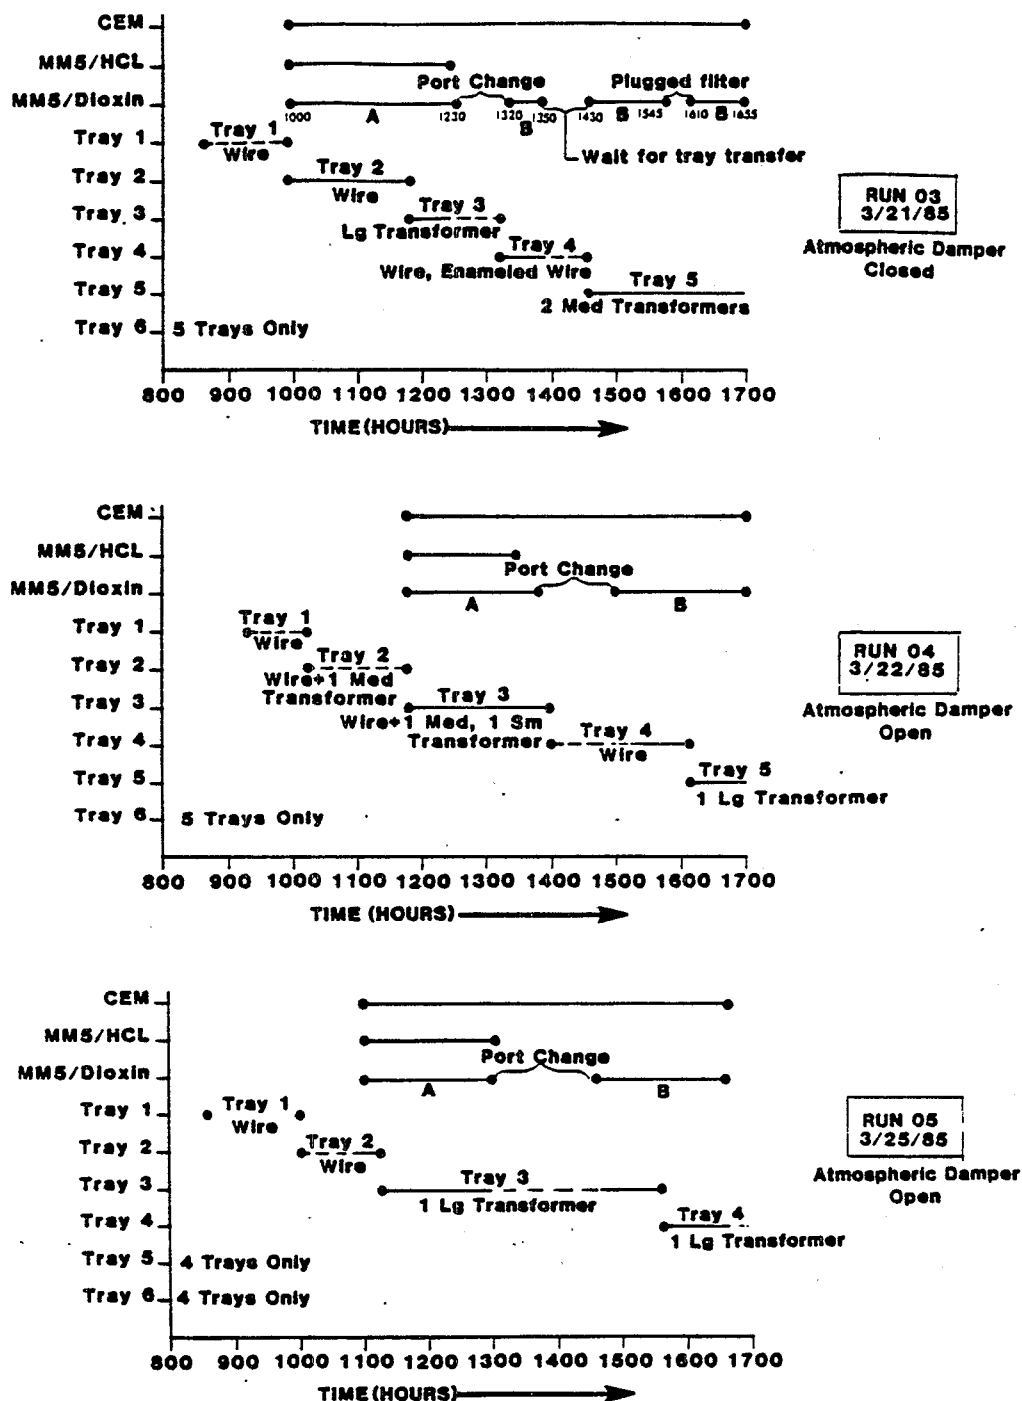 CEM
MM5/HCL
Port Change
Plugged filter
MM5/Dioxin
1000
A
1230
1320
B
1350
1430
B
1545
1610
B
1655
Wait for tray transfer
Tray 1
Tray 1
Wire
Tray 2
Tray 2
Wire
Tray 3
Tray 3
Lg Transformer
Tray 4
Tray 4
Wire, Enameled Wire
Tray 5
Tray 5
2 Med Transformers
Tray 6
5 Trays Only
RUN 03
3/21/85
Atmospheric Damper
Closed
800 900 1000 1100 1200 1300 1400 1500 1600 1700
TIME(HOURS)
CEM
MM5/HCL
Port Change
MM5/Dioxin
A
B
Tray 1
Tray 1
Wire
Tray 2
Tray 2
Wire+1 Med
Transformer
Tray 3
Tray 3
Wire+1 Med, 1 Sm
Transformer
Tray 4
Tray 4
Wire
Tray 5
Tray 5
1 Lg Transformer
Tray 6
5 Trays Only
RUN 04
3/22/85
Atmospheric Damper
Open
800 900 1000 1100 1200 1300 1400 1500 1600 1700
TIME (HOURS)
CEM
MM5/HCL
Port Change
MM5/Dioxin
A
B
Tray 1
Tray 1
Wire
Tray 2
Tray 2
Wire
Tray 3
Tray 3
1 Lg Transformer
Tray 4
Tray 4
1 Lg Transformer
Tray 5
4 Trays Only
Tray 6
4 Trays Only
RUN 05
3/25/85
Atmospheric Damper
Open
800 900 1000 1100 1200 1300 1400 1500 1600 1700
TIME(HOURS)